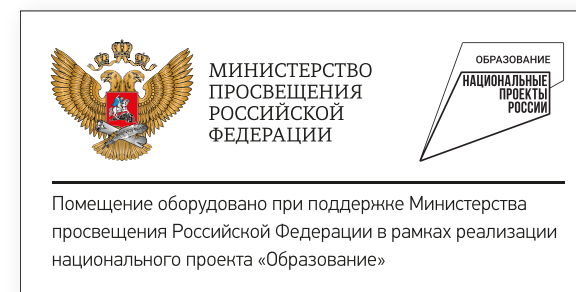 МИНИСТЕРСТВО
ПРОСВЕЩЕНИЯ
РОССИЙСКОЙ
ФЕДЕРАЦИИ
ОБРАЗОВАНИЕ
НАЦИОНАЛЬНЫЕ
ПРОЕКТЫ
РОССИИ
Помещение оборудовано при поддержке Министерства
просвещения Российской Федерации в рамках реализации
национального проекта «Образование»